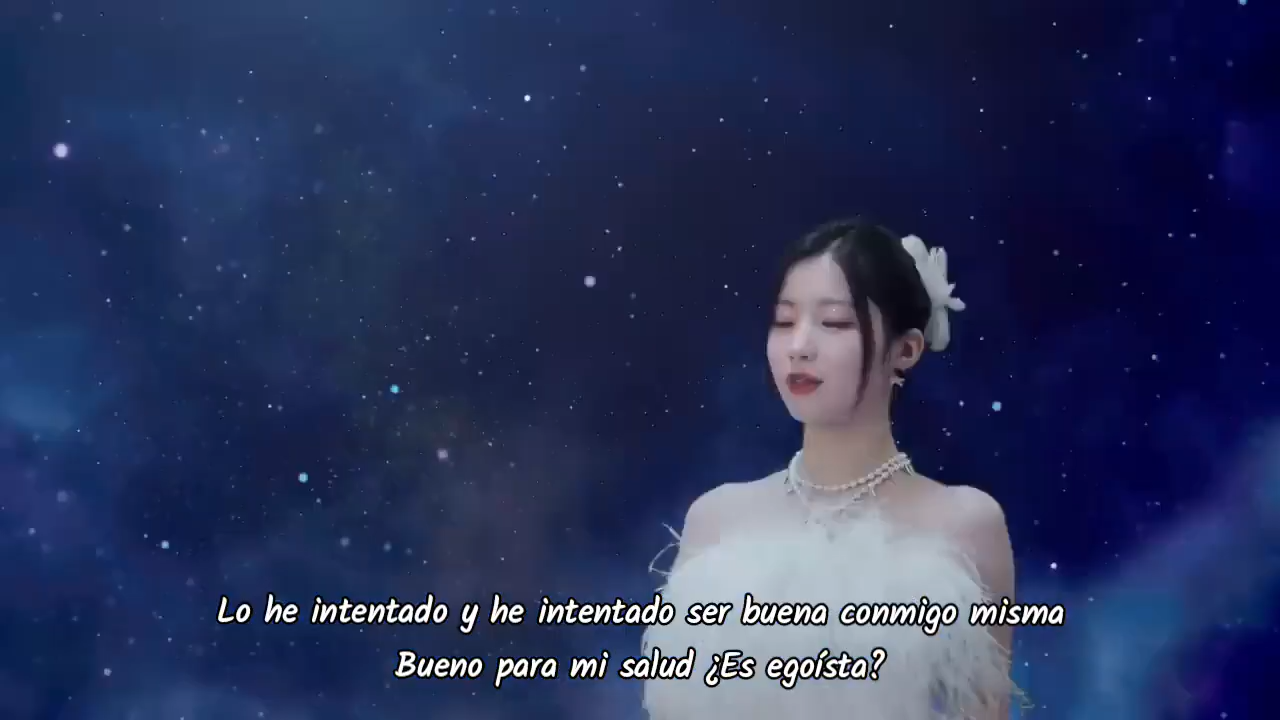 Lo he intentado y he intentado ser buena conmigo misma
Bueno para mi salud ¿Es egoísta?